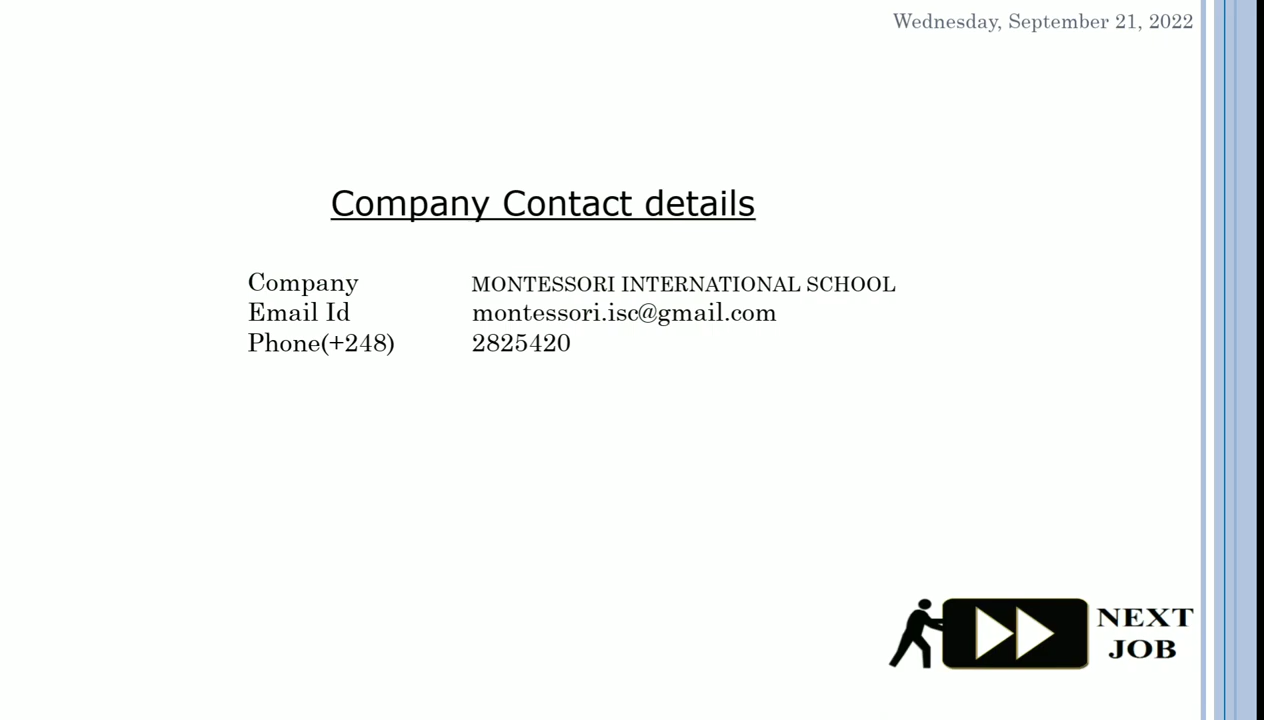 Wednesday, September 21, 2022
Company Contact details
Company MONTESSORI INTERNATIONAL SCHOOL
Email Id montessori.isc@gmail.com
Phone(+248) 2825420
NEXT
JOB